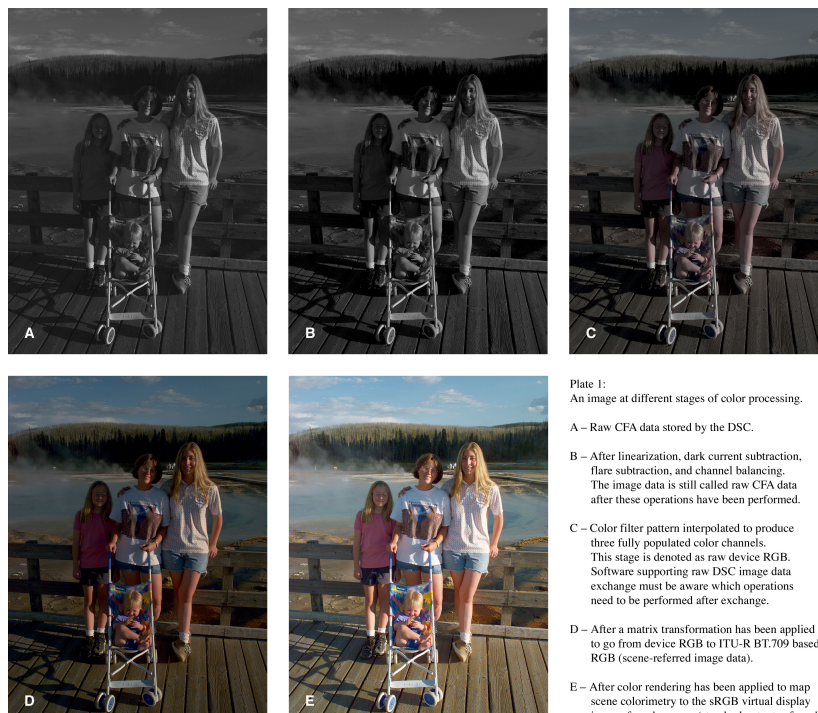 A
B
C
D
E
Plate 1:
An image at different stages of color processing.
A – Raw CFA data stored by the DSC.
B – After linearization, dark current subtraction,
flare subtraction, and channel balancing.
The image data is still called raw CFA data
after these operations have been performed.
C – Color filter pattern interpolated to produce
three fully populated color channels.
This stage is denoted as raw device RGB.
Software supporting raw DSC image data
exchange must be aware which operations
need to be performed after exchange.
D – After a matrix transformation has been applied
to go from device RGB to ITU-R BT.709 based
RGB (scene-referred image data).
E – After color rendering has been applied to map
scene colorimetry to the sRGB virtual display